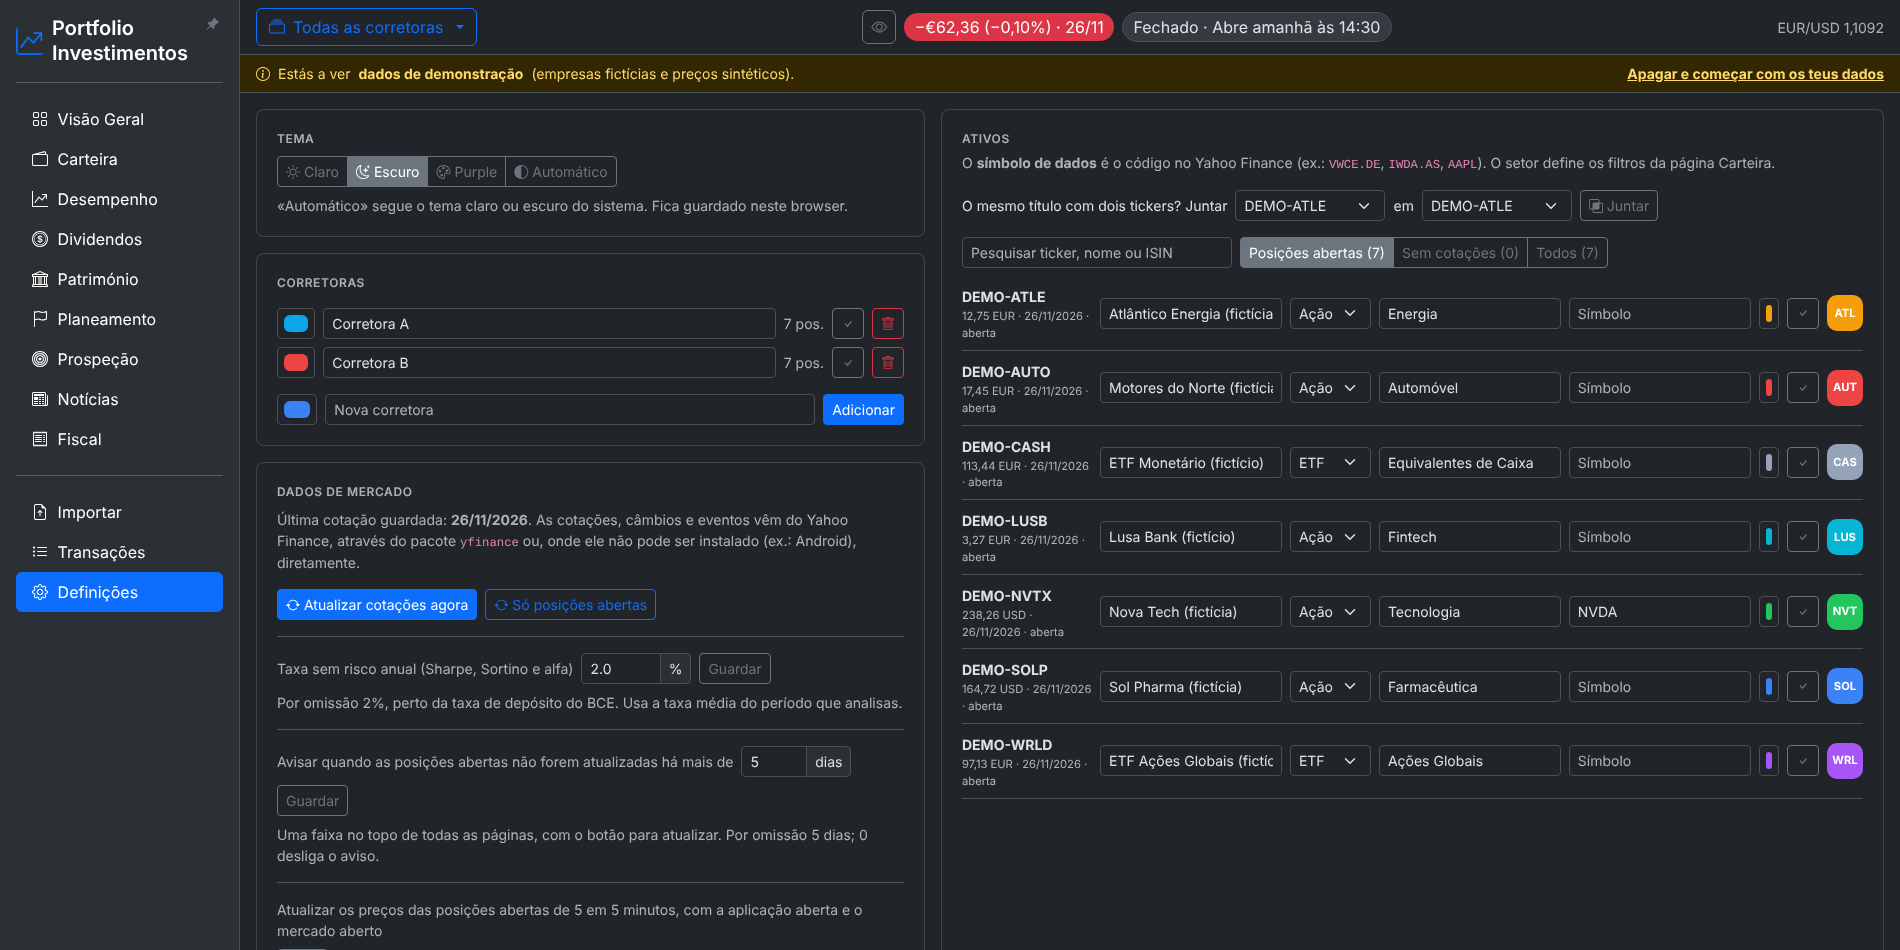 Portfolio
Investimentos
Visão Geral
Carteira
Desempenho
Dividendos
Património
Planeamento
Prospeção
Notícias
Fiscal
Importar
Transações
Definições
Todas as corretoras
−€62,36 (−0,10%) · 26/11
Fechado · Abre amanhã às 14:30
EUR/USD 1,1092
Estás a ver dados de demonstração (empresas fictícias e preços sintéticos).
Apagar e começar com os teus dados
TEMA
Claro
Escuro
Purple
Automático
«Automático» segue o tema claro ou escuro do sistema. Fica guardado neste browser.
CORRETORAS
Corretora A
7 pos.
Corretora B
7 pos.
Nova corretora
Adicionar
DADOS DE MERCADO
Última cotação guardada: 26/11/2026. As cotações, câmbios e eventos vêm do Yahoo
Finance, através do pacote yfinance ou, onde ele não pode ser instalado (ex.: Android),
diretamente.
Atualizar cotações agora
Só posições abertas
Taxa sem risco anual (Sharpe, Sortino e alfa)
2.0
%
Guardar
Por omissão 2%, perto da taxa de depósito do BCE. Usa a taxa média do período que analisas.
Avisar quando as posições abertas não forem atualizadas há mais de
5
dias
Guardar
Uma faixa no topo de todas as páginas, com o botão para atualizar. Por omissão 5 dias; 0
desliga o aviso.
Atualizar os preços das posições abertas de 5 em 5 minutos, com a aplicação aberta e o
mercado aberto
ATIVOS
O símbolo de dados é o código no Yahoo Finance (ex.: VWCE.DE, IWDA.AS, AAPL). O setor define os filtros da página Carteira.
O mesmo título com dois tickers? Juntar
DEMO-ATLE
em
DEMO-ATLE
Juntar
Pesquisar ticker, nome ou ISIN
Posições abertas (7)
Sem cotações (0)
Todos (7)
DEMO-ATLE
12,75 EUR · 26/11/2026 ·
aberta
Atlântico Energia (fictícia
Ação
Energia
Símbolo
ATL
DEMO-AUTO
17,45 EUR · 26/11/2026 ·
aberta
Motores do Norte (fictícia
Ação
Automóvel
Símbolo
AUT
DEMO-CASH
113,44 EUR · 26/11/2026
· aberta
ETF Monetário (fictício)
ETF
Equivalentes de Caixa
Símbolo
CAS
DEMO-LUSB
3,27 EUR · 26/11/2026 ·
aberta
Lusa Bank (fictício)
Ação
Fintech
Símbolo
LUS
DEMO-NVTX
238,26 USD ·
26/11/2026 · aberta
Nova Tech (fictícia)
Ação
Tecnologia
NVDA
NVT
DEMO-SOLP
164,72 USD · 26/11/2026
· aberta
Sol Pharma (fictícia)
Ação
Farmacêutica
Símbolo
SOL
DEMO-WRLD
97,13 EUR · 26/11/2026 ·
aberta
ETF Ações Globais (fictíc
ETF
Ações Globais
Símbolo
WRL